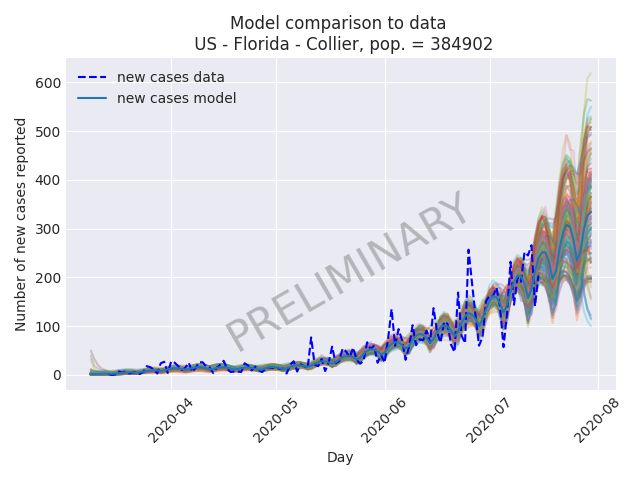 Model comparison to data
US - Florida - Collier, pop. = 384902
new cases data
new cases model
Number of new cases reported
600
500
400
300
200
100
0
PRELIMINARY
2020-04
2020-05
2020-06
2020-07
2020-08
Day